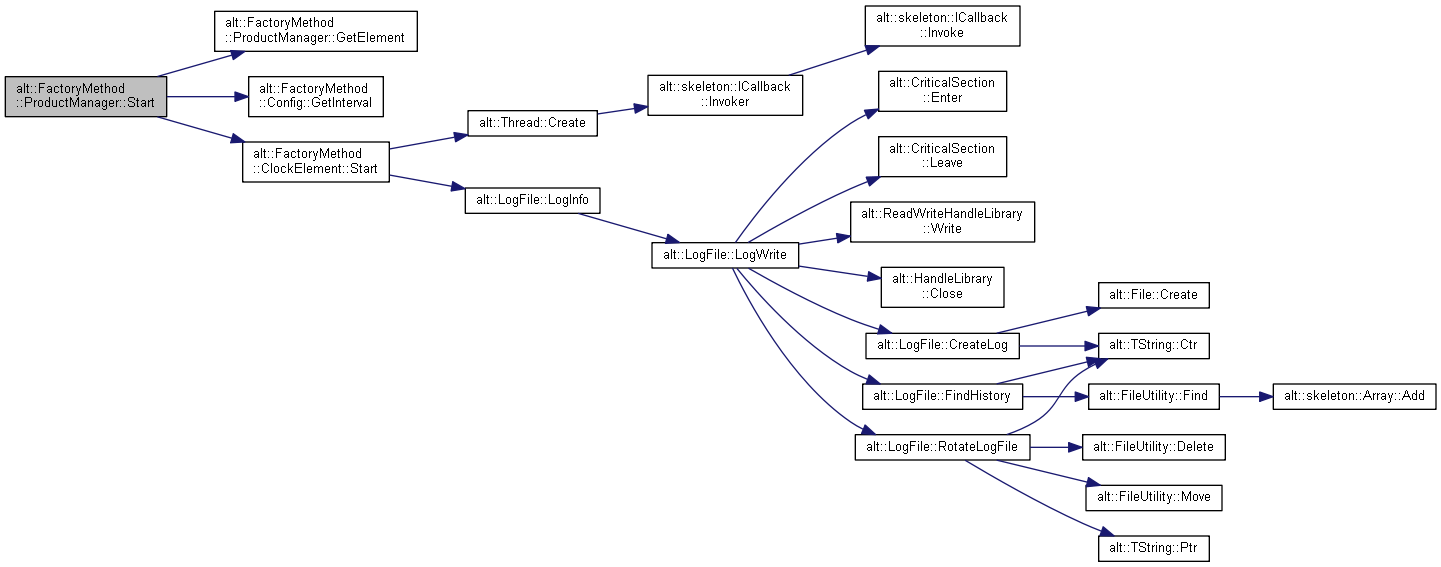 alt::FactoryMethod
::ProductManager::Start
alt::FactoryMethod
::ProductManager::GetElement
alt::FactoryMethod
::Config::GetInterval
alt::FactoryMethod
::ClockElement::Start
alt::Thread::Create
alt::LogFile::LogInfo
alt::skeleton::ICallback
::Invoker
alt::LogFile::LogWrite
alt::skeleton::ICallback
::Invoke
alt::CriticalSection
::Enter
alt::CriticalSection
::Leave
alt::ReadWriteHandleLibrary
::Write
alt::HandleLibrary
::Close
alt::LogFile::CreateLog
alt::LogFile::FindHistory
alt::LogFile::RotateLogFile
alt::File::Create
alt::TString::Ctr
alt::FileUtility::Find
alt::FileUtility::Delete
alt::FileUtility::Move
alt::TString::Ptr
alt::skeleton::Array::Add